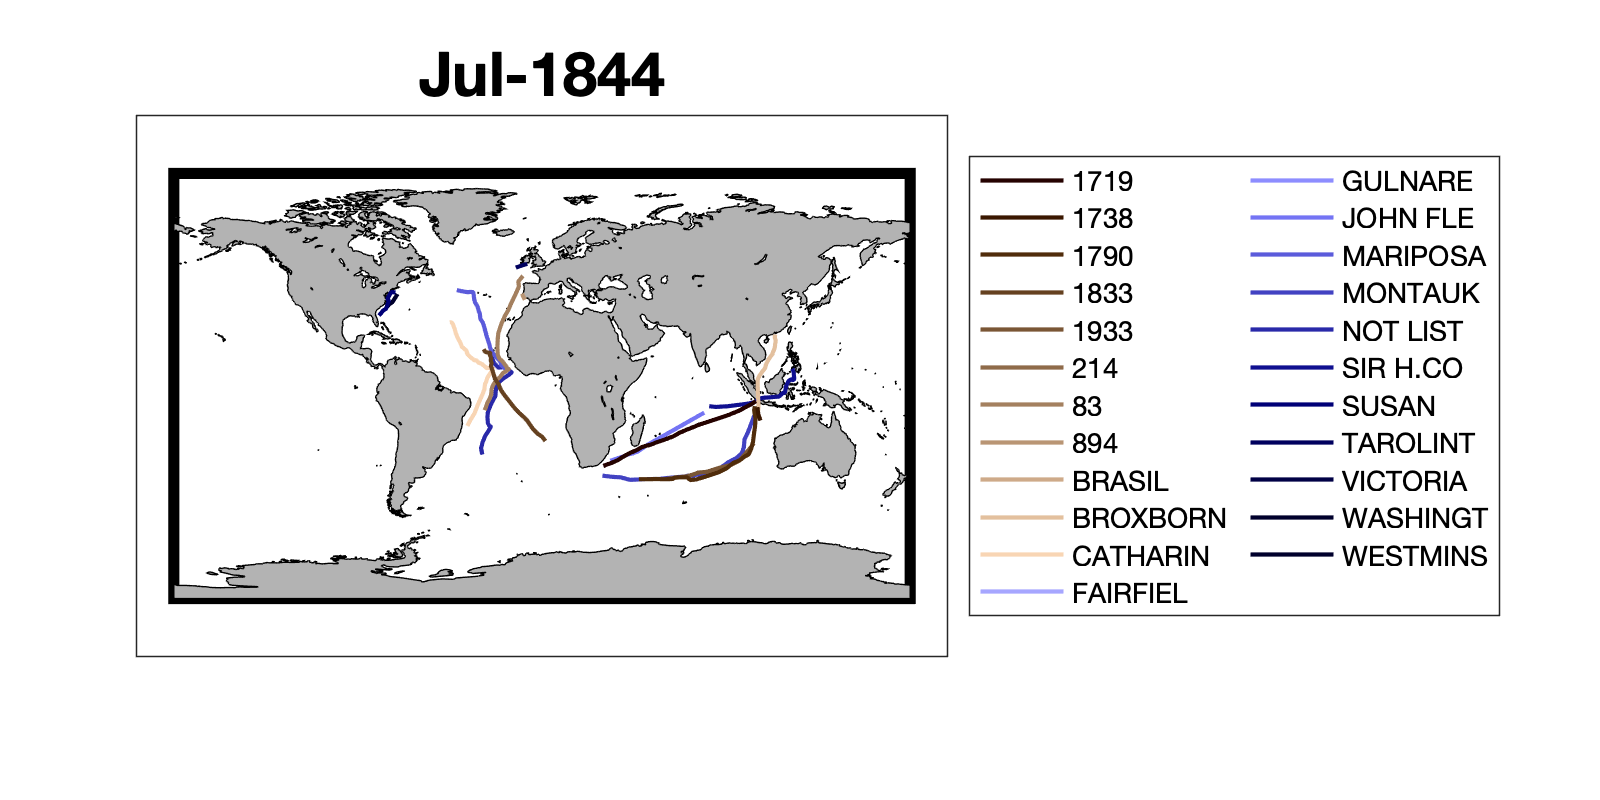 Jul-1844
1719
1738
1790
1833
1933
214
83
894
BRASIL
BROXBORN
CATHARIN
FAIRFIEL
GULNARE
JOHN FLE
MARIPOSA
MONTAUK
NOT LIST
SIR H.CO
SUSAN
TAROLINT
VICTORIA
WASHINGT
WESTMINS